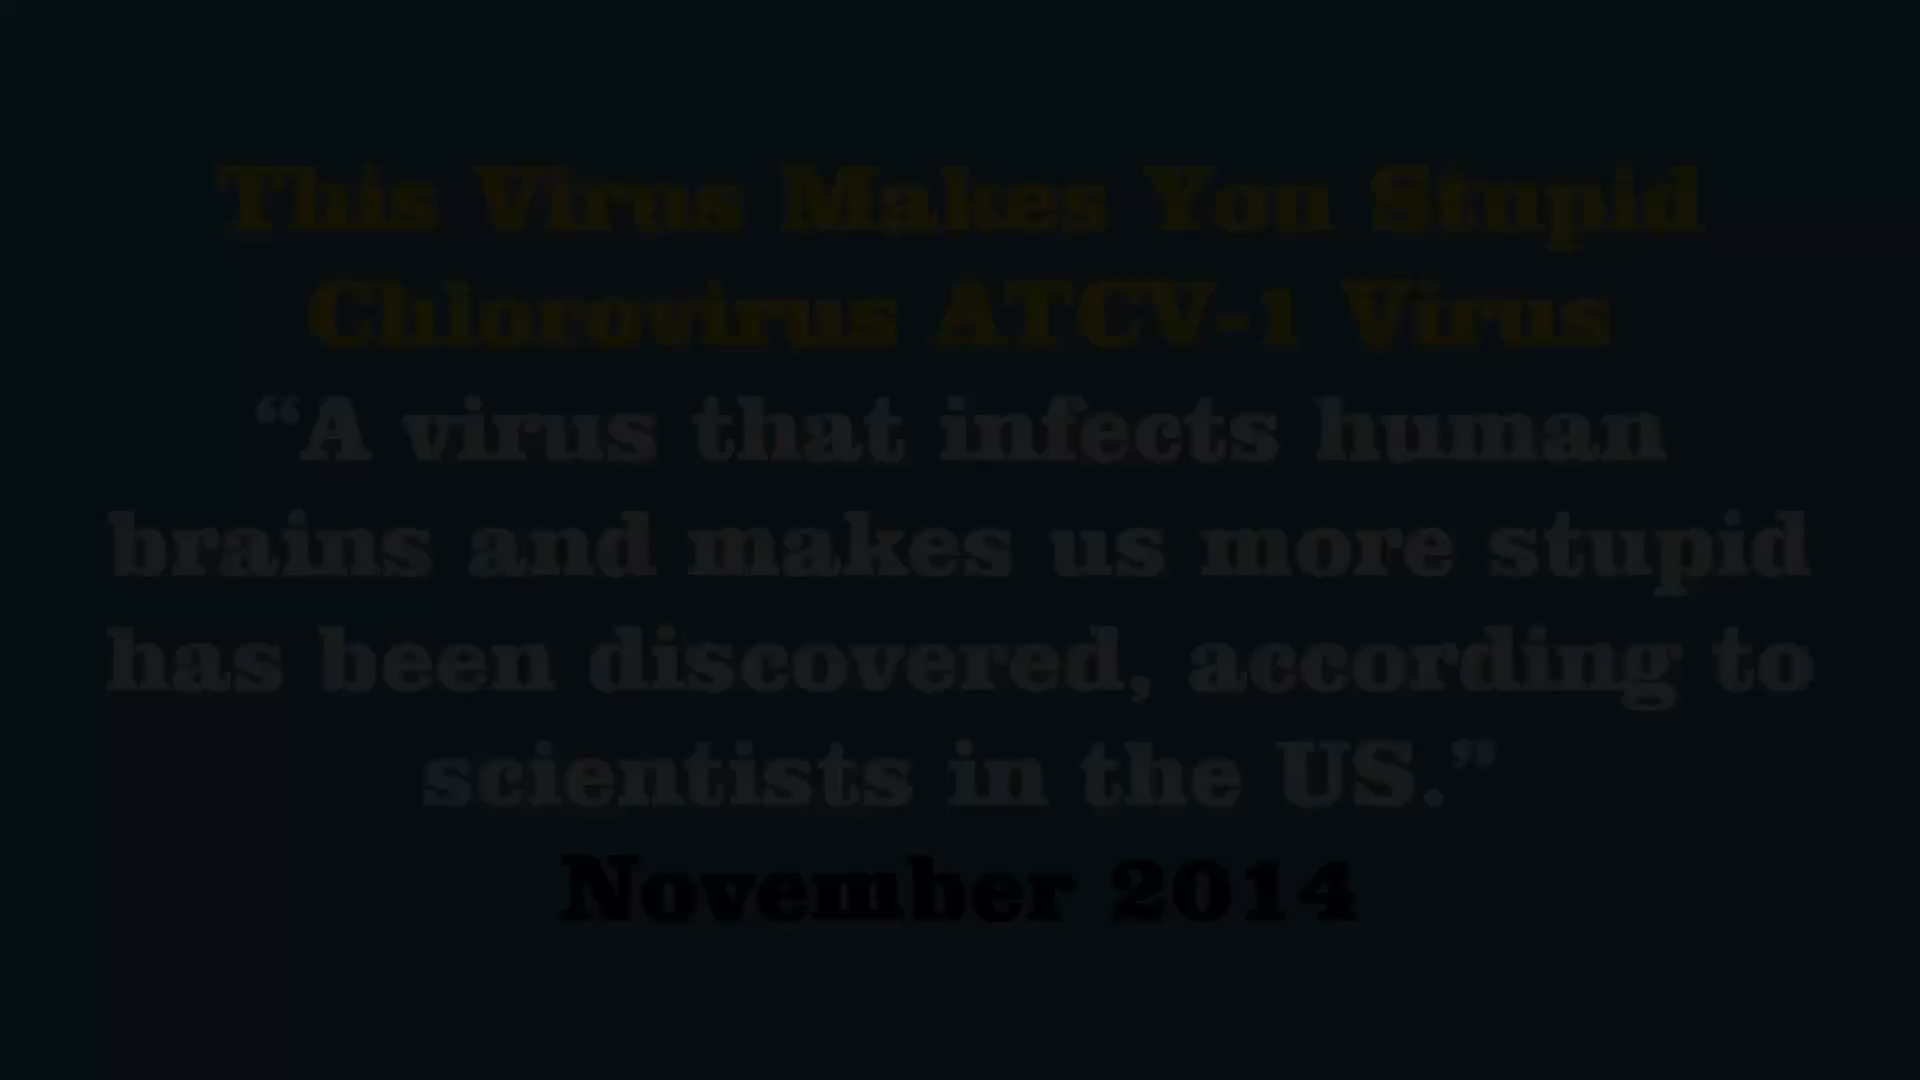 This Virus Makes You Stupid
Chlorovirus ATCV-1 Virus
“A virus that infects human
brains and makes us more stupid
has been discovered, according to
scientists in the US.”
November 2014